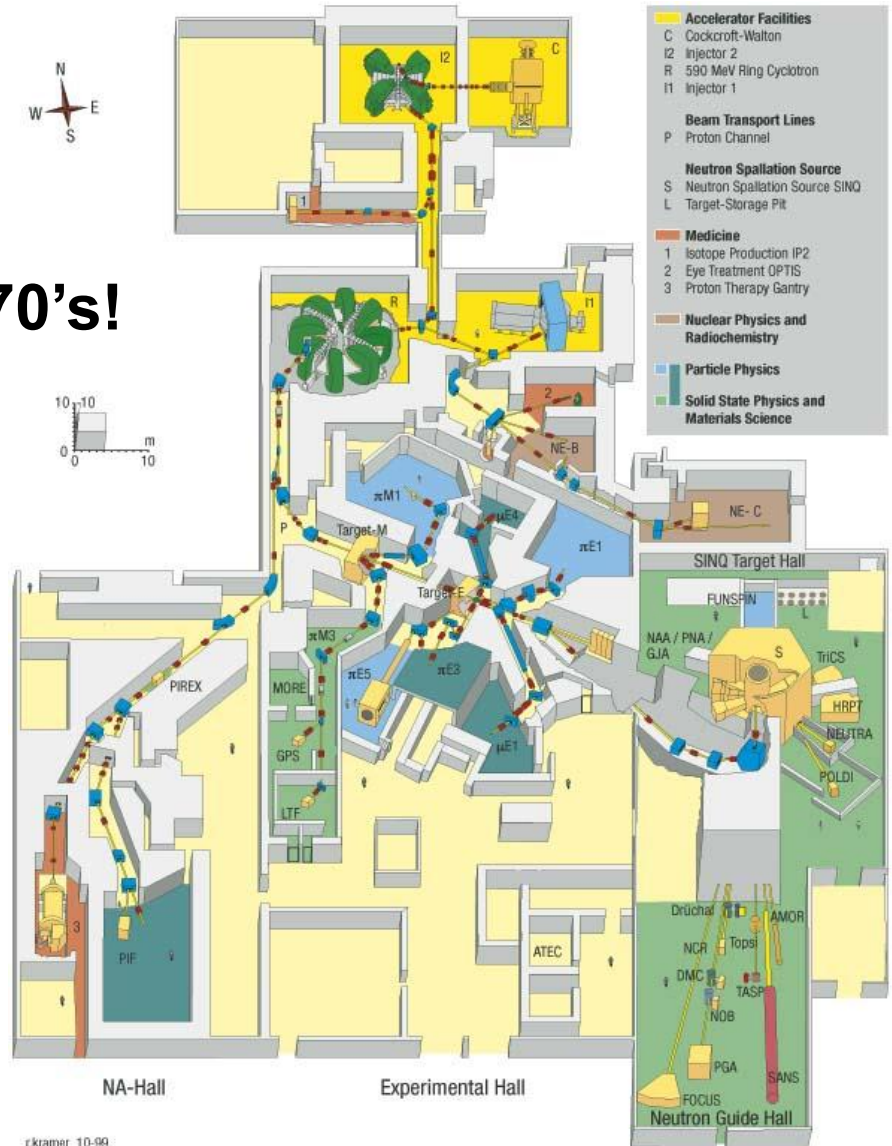 N
W E
S
70's!
10 10
0
0 10
m
I2
C
1
R
I1
2
NE-B
NE- C
πM1
µE4
πE1
P
Target-M
Target-E
πM3
MORE
πE5
πE3
GPS
µE1
LTF
PIREX
3
PIF
ATEC
SINQ Target Hall
FUNSPIN
L
NAA / PNA /
GJA
S
TriCS
HRPT
NEUTRA
POLDI
Drüchal
AMOR
NCR
Topsi
DMC
TASP
NOB
PGA
SANS
FOCUS
Neutron Guide Hall
NA-Hall
Experimental Hall
r.kramer 10-99
Accelerator Facilities
C Cockcroft-Walton
I2 Injector 2
R 590 MeV Ring Cyclotron
I1 Injector 1
Beam Transport Lines
P Proton Channel
Neutron Spallation Source
S Neutron Spallation Source SINQ
L Target-Storage Pit
Medicine
1 Isotope Production IP2
2 Eye Treatment OPTIS
3 Proton Therapy Gantry
Nuclear Physics and
Radiochemistry
Particle Physics
Solid State Physics and
Materials Science